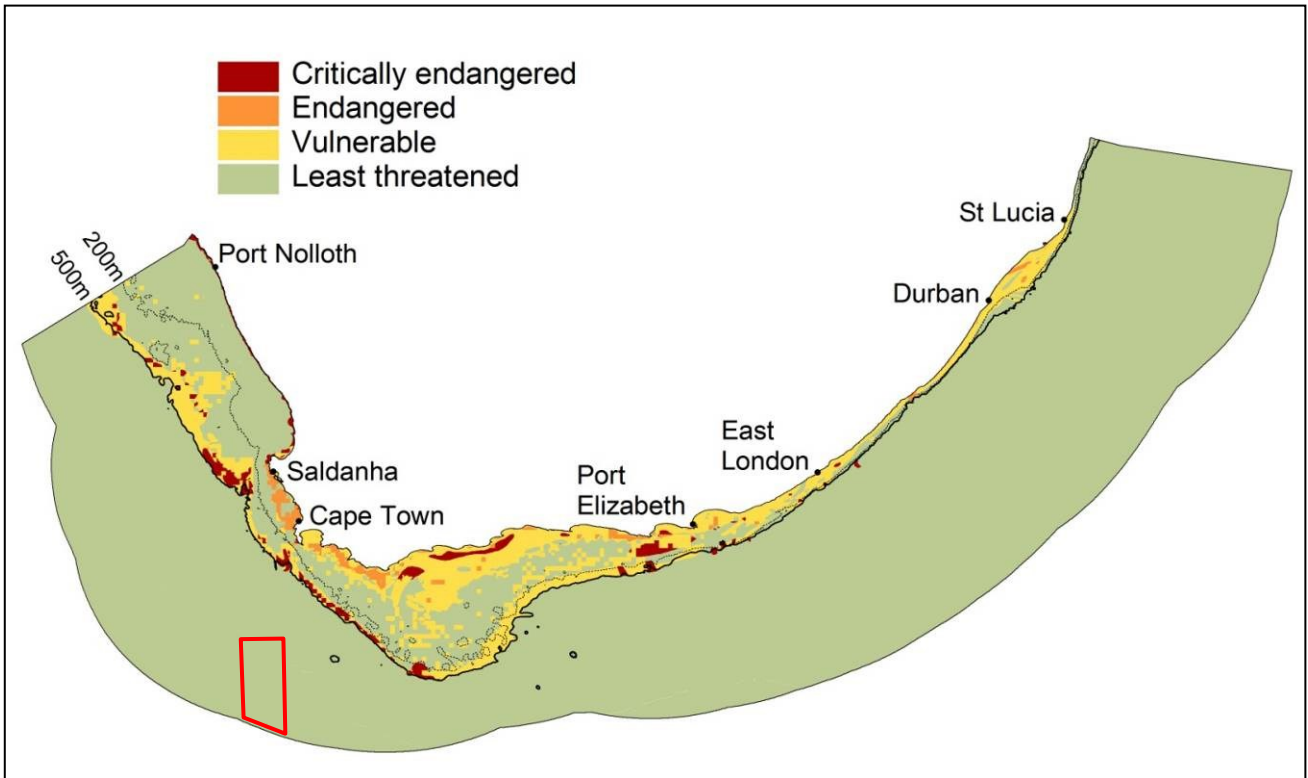 Critically endangered
Endangered
Vulnerable
Least threatened
St Lucia
200m
500m
Port Nolloth
Durban
East
London
Port
Elizabeth
Saldanha
Cape Town